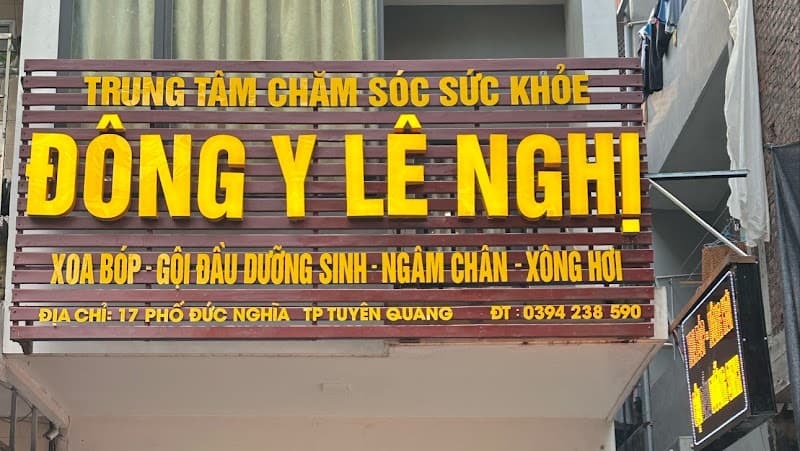 TRUNG TÂM CHĂM SÓC SỨC KHỎE
ĐÔNG Y LÊ NGHỊ
XOA BÓP - GỘI ĐẦU DƯỠNG SINH - NGÂM CHÂN - XÔNG HƠI
ĐỊA CHỈ: 17 PHỐ ĐỨC NGHĨA TP TUYÊN QUANG ĐT : 0394 238 590